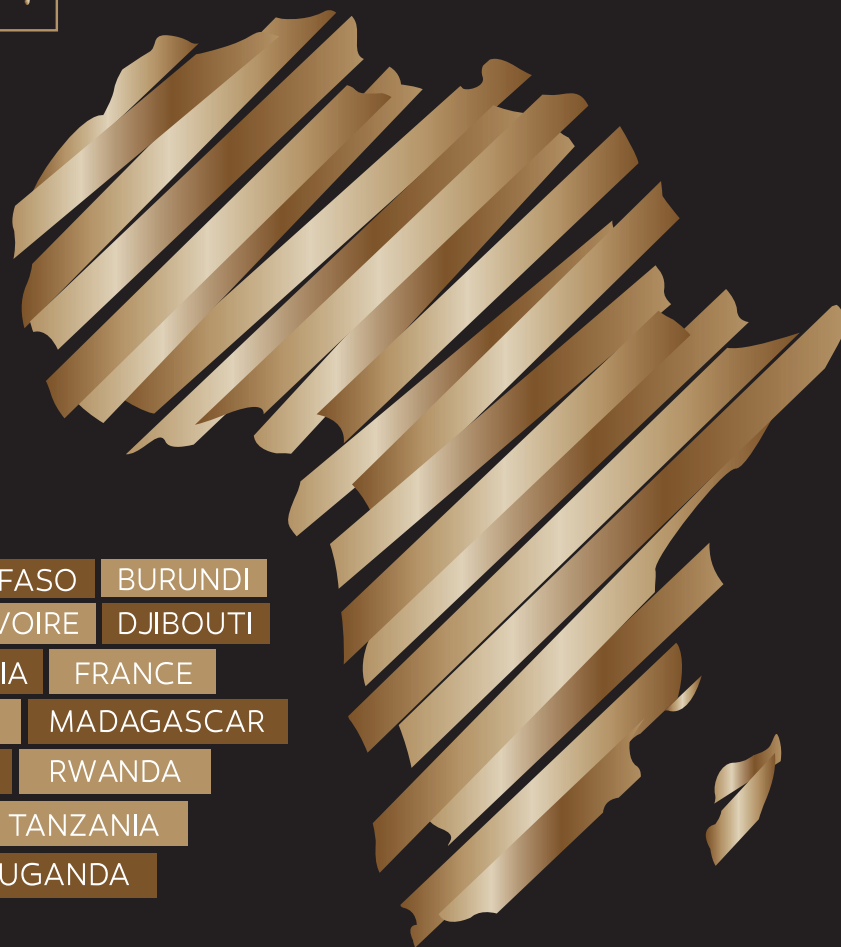 FASO BURUNDI
VOIRE DJIBOUTI
IA FRANCE
MADAGASCAR
RWANDA
TANZANIA
UGANDA